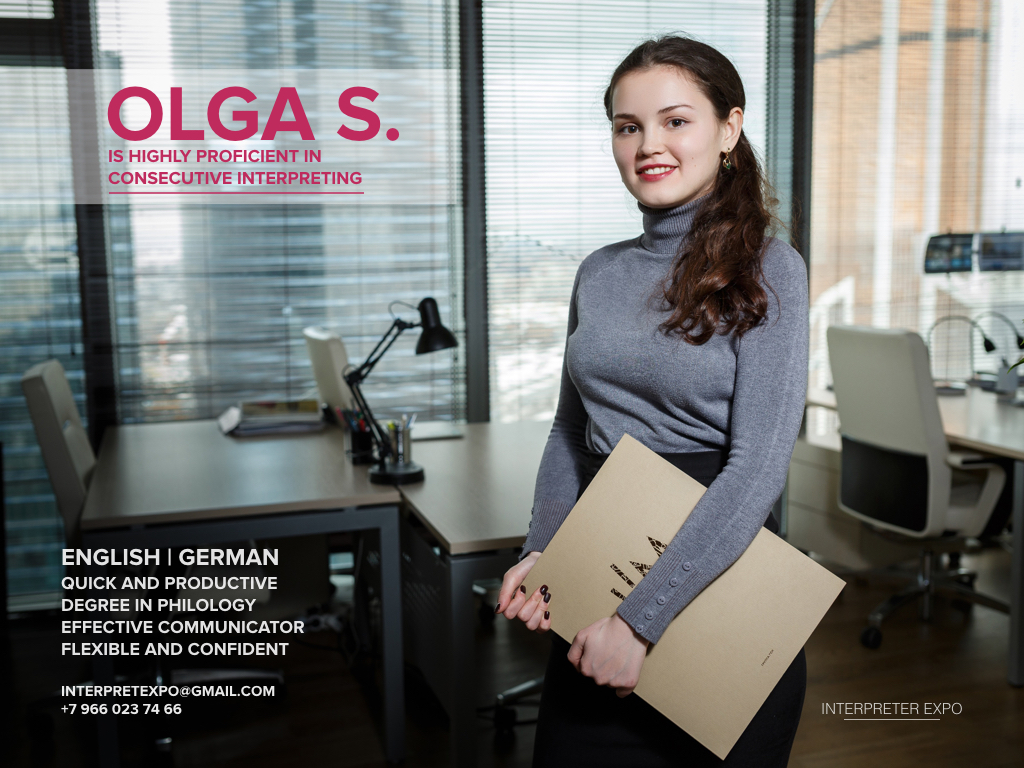 OLGA S.
IS HIGHLY PROFICIENT IN
CONSECUTIVE INTERPRETING
ENGLISH | GERMAN
QUICK AND PRODUCTIVE
DEGREE IN PHILOLOGY
EFFECTIVE COMMUNICATOR
FLEXIBLE AND CONFIDENT
INTERPRETEXPO@GMAIL.COM
+7 966 023 74 66
INTERPRETER EXPO